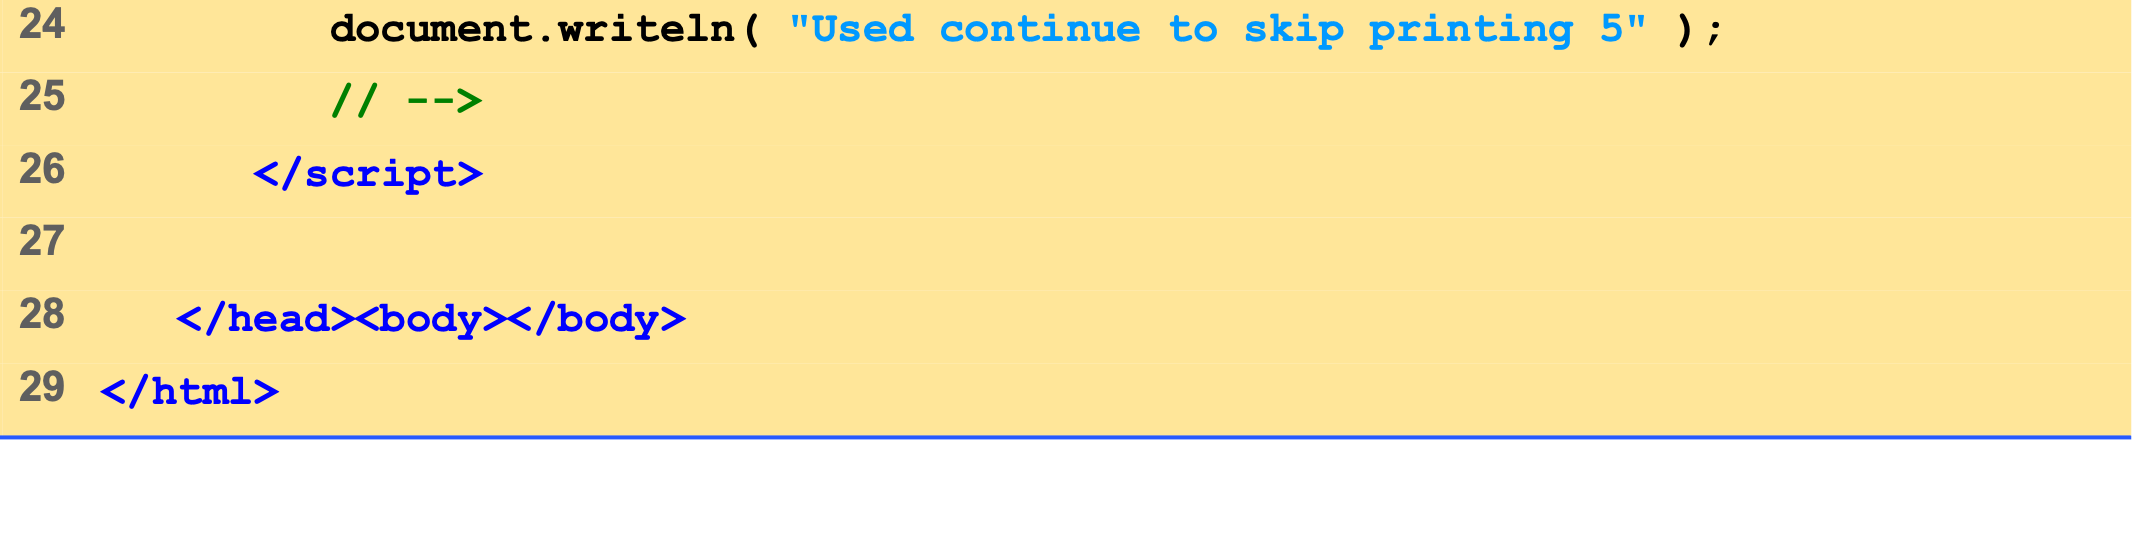 24 document.writeln( "Used continue to skip printing 5" );
25 // -->
26 </script>
27
28 </head><body></body>
29 </html>